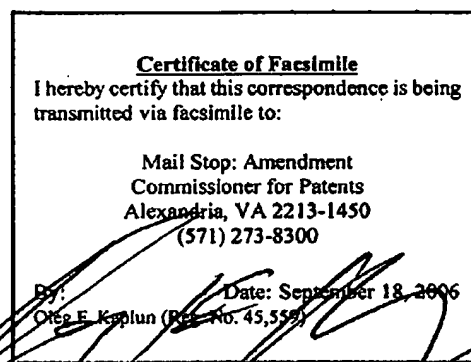 Certificate of Facsimile
I hereby certify that this correspondence is being
transmitted via facsimile to:
Mail Stop: Amendment
Commissioner for Patents
Alexandria, VA 2213-1450
(571) 273-8300
By: Date: September 18, 2006
Oleg F. Kaplun (Reg. No. 45,559)